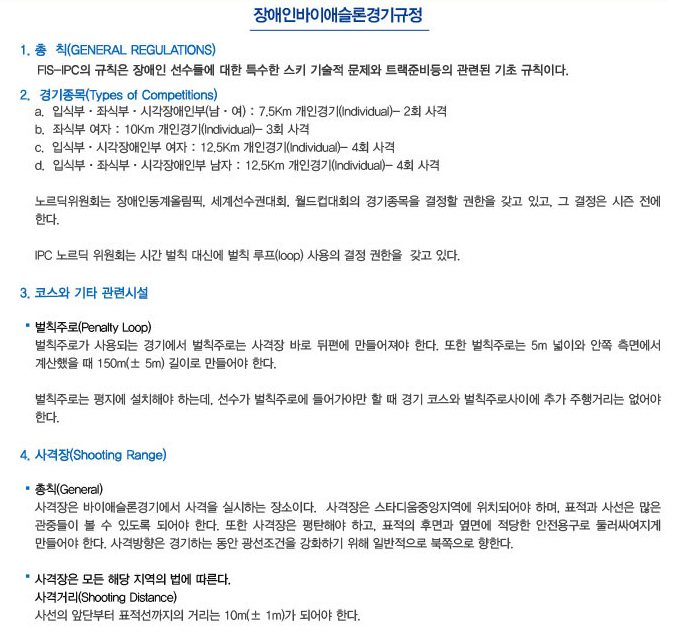 장애인바이애슬론경기규정
1. 총  칙(GENERAL REGULATIONS)
FIS-IPC의 규칙은 장애인 선수들에 대한 특수한 스키 기술적 문제와 트랙준비등의 관련된 기초 규칙이다.
2. 경기종목(Types of Competitions)
a. 입식부·좌식부·시각장애인부(남·여) : 7.5Km 개인경기(Individual)- 2회 사격
b. 좌식부 여자 : 10Km 개인경기(Individual)- 3회 사격
c. 입식부·시각장애인부 여자 : 12.5Km 개인경기(Individual)- 4회 사격
d. 입식부·좌식부·시각장애인부 남자 : 12.5Km 개인경기(Individual)- 4회 사격
노르딕위원회는 장애인동계올림픽, 세계선수권대회, 월드컵대회의 경기종목을 결정할 권한을 갖고 있고, 그 결정은 시즌 전에
한다.
IPC 노르딕 위원회는 시간 벌칙 대신에 벌칙 루프(loop) 사용의 결정 권한을  갖고 있다.
3. 코스와 기타 관련시설
▪ 벌칙주로(Penalty Loop)
벌칙주로가 사용되는 경기에서 벌칙주로는 사격장 바로 뒤편에 만들어져야 한다. 또한 벌칙주로는 5m 넓이와 안쪽 측면에서
계산했을 때 150m(± 5m) 길이로 만들어야 한다.
벌칙주로는 평지에 설치해야 하는데, 선수가 벌칙주로에 들어가야만 할 때 경기 코스와 벌칙주로사이에 추가 주행거리는 없어야
한다.
4. 사격장(Shooting Range)
▪ 총칙(General)
사격장은 바이애슬론경기에서 사격을 실시하는 장소이다.  사격장은 스타디움중앙지역에 위치되어야 하며, 표적과 사선은 많은
관중들이 볼 수 있도록 되어야 한다. 또한 사격장은 평탄해야 하고, 표적의 후면과 옆면에 적당한 안전용구로 둘러싸여지게
만들어야 한다. 사격방향은 경기하는 동안 광선조건을 강화하기 위해 일반적으로 북쪽으로 향한다.
▪ 사격장은 모든 해당 지역의 법에 따른다.
사격거리(Shooting Distance)
사선의 앞단부터 표적선까지의 거리는 10m(± 1m)가 되어야 한다.